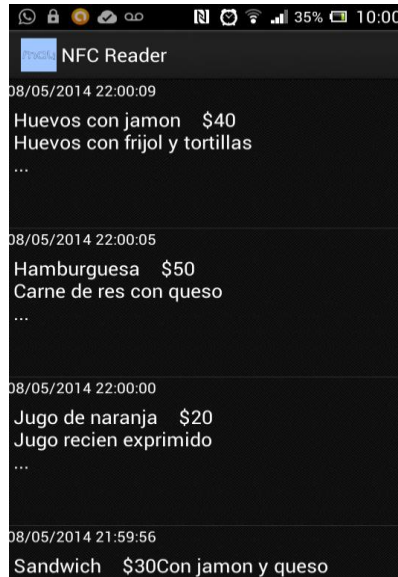 35% 10:00
NFC Reader
08/05/2014 22:00:09
Huevos con jamon $40
Huevos con frijol y tortillas
...
08/05/2014 22:00:05
Hamburguesa $50
Carne de res con queso
...
08/05/2014 22:00:00
Jugo de naranja $20
Jugo recien exprimido
...
08/05/2014 21:59:56
Sandwich $30Con jamon y queso